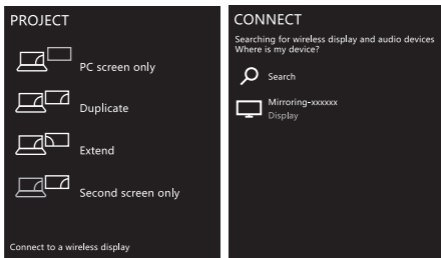 PROJECT
PC screen only
Duplicate
Extend
Second screen only
Connect to a wireless display
CONNECT
Searching for wireless display and audio devices
Where is my device?
Search
Mirroring-xxxxxx
Display